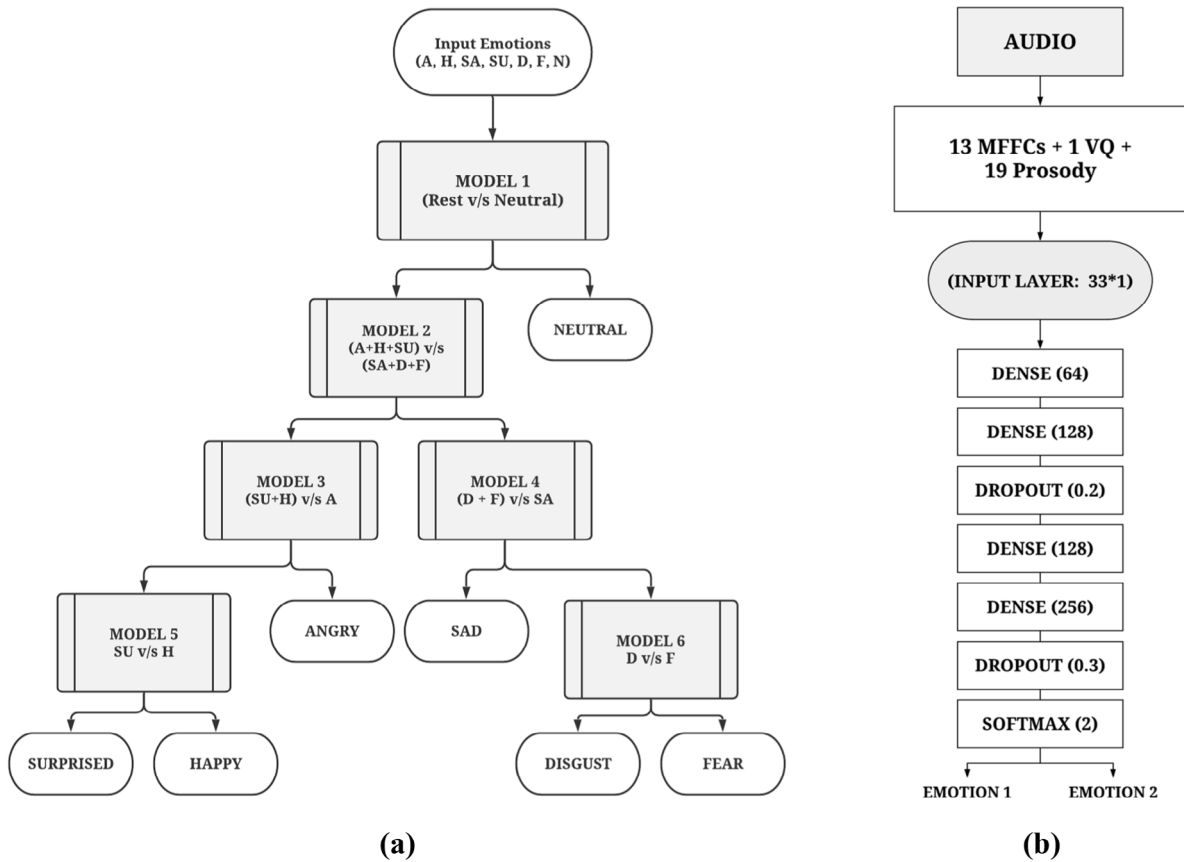 Input Emotions
(A, H, SA, SU, D, F, N)
MODEL 1
(Rest v/s Neutral)
MODEL 2
(A+H+SU) v/s
(SA+D+F)
NEUTRAL
MODEL 3
(SU+H) v/s A
MODEL 4
(D + F) v/s SA
MODEL 5
SU v/s H
ANGRY
SAD
MODEL 6
D v/s F
SURPRISED
HAPPY
DISGUST
FEAR
(a)
AUDIO
13 MFFCs + 1 VQ +
19 Prosody
(INPUT LAYER: 33*1)
DENSE (64)
DENSE (128)
DROPOUT (0.2)
DENSE (128)
DENSE (256)
DROPOUT (0.3)
SOFTMAX (2)
EMOTION 1
EMOTION 2
(b)